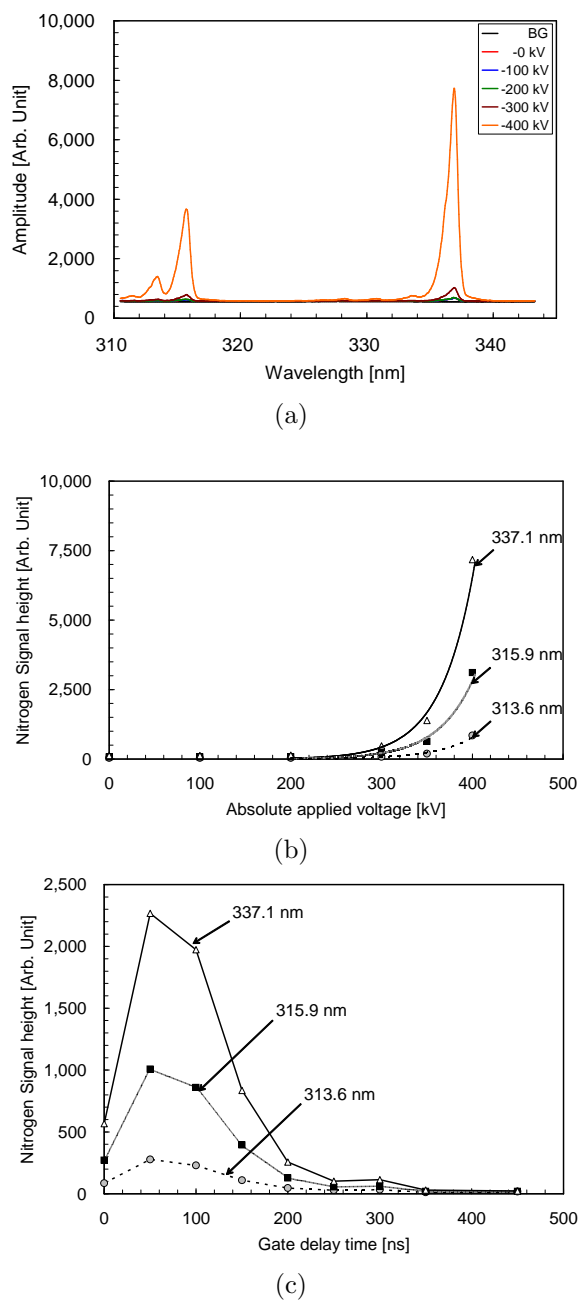 10,000
8,000
6,000
4,000
2,000
0
Amplitude [Arb. Unit]
BG
-0 kV
-100 kV
-200 kV
-300 kV
-400 kV
310 320 330 340
Wavelength [nm]
(a)
10,000
7,500
5,000
2,500
0
Nitrogen Signal height [Arb. Unit]
337.1 nm
315.9 nm
313.6 nm
0 100 200 300 400 500
Absolute applied voltage [kV]
(b)
2,500
2,000
1,500
1,000
500
0
Nitrogen Signal height [Arb. Unit]
337.1 nm
315.9 nm
313.6 nm
0 100 200 300 400 500
Gate delay time [ns]
(c)